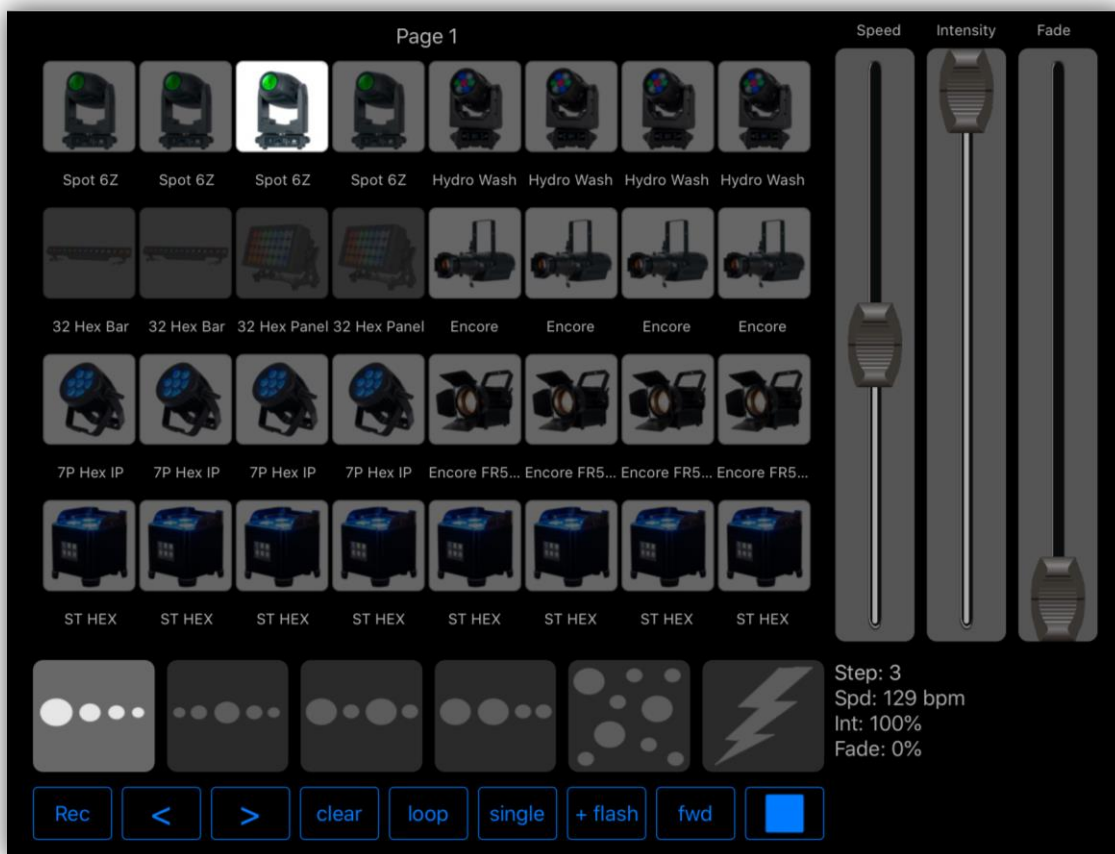 Page 1
Speed Intensity Fade
Spot 6Z Spot 6Z Spot 6Z Spot 6Z Hydro Wash Hydro Wash Hydro Wash Hydro Wash
32 Hex Bar 32 Hex Bar 32 Hex Panel 32 Hex Panel Encore Encore Encore Encore
7P Hex IP 7P Hex IP 7P Hex IP 7P Hex IP Encore FR5... Encore FR5... Encore FR5... Encore FR5...
ST HEX ST HEX ST HEX ST HEX ST HEX ST HEX ST HEX ST HEX
Step: 3
Spd: 129 bpm
Int: 100%
Fade: 0%
Rec < > clear loop single + flash fwd